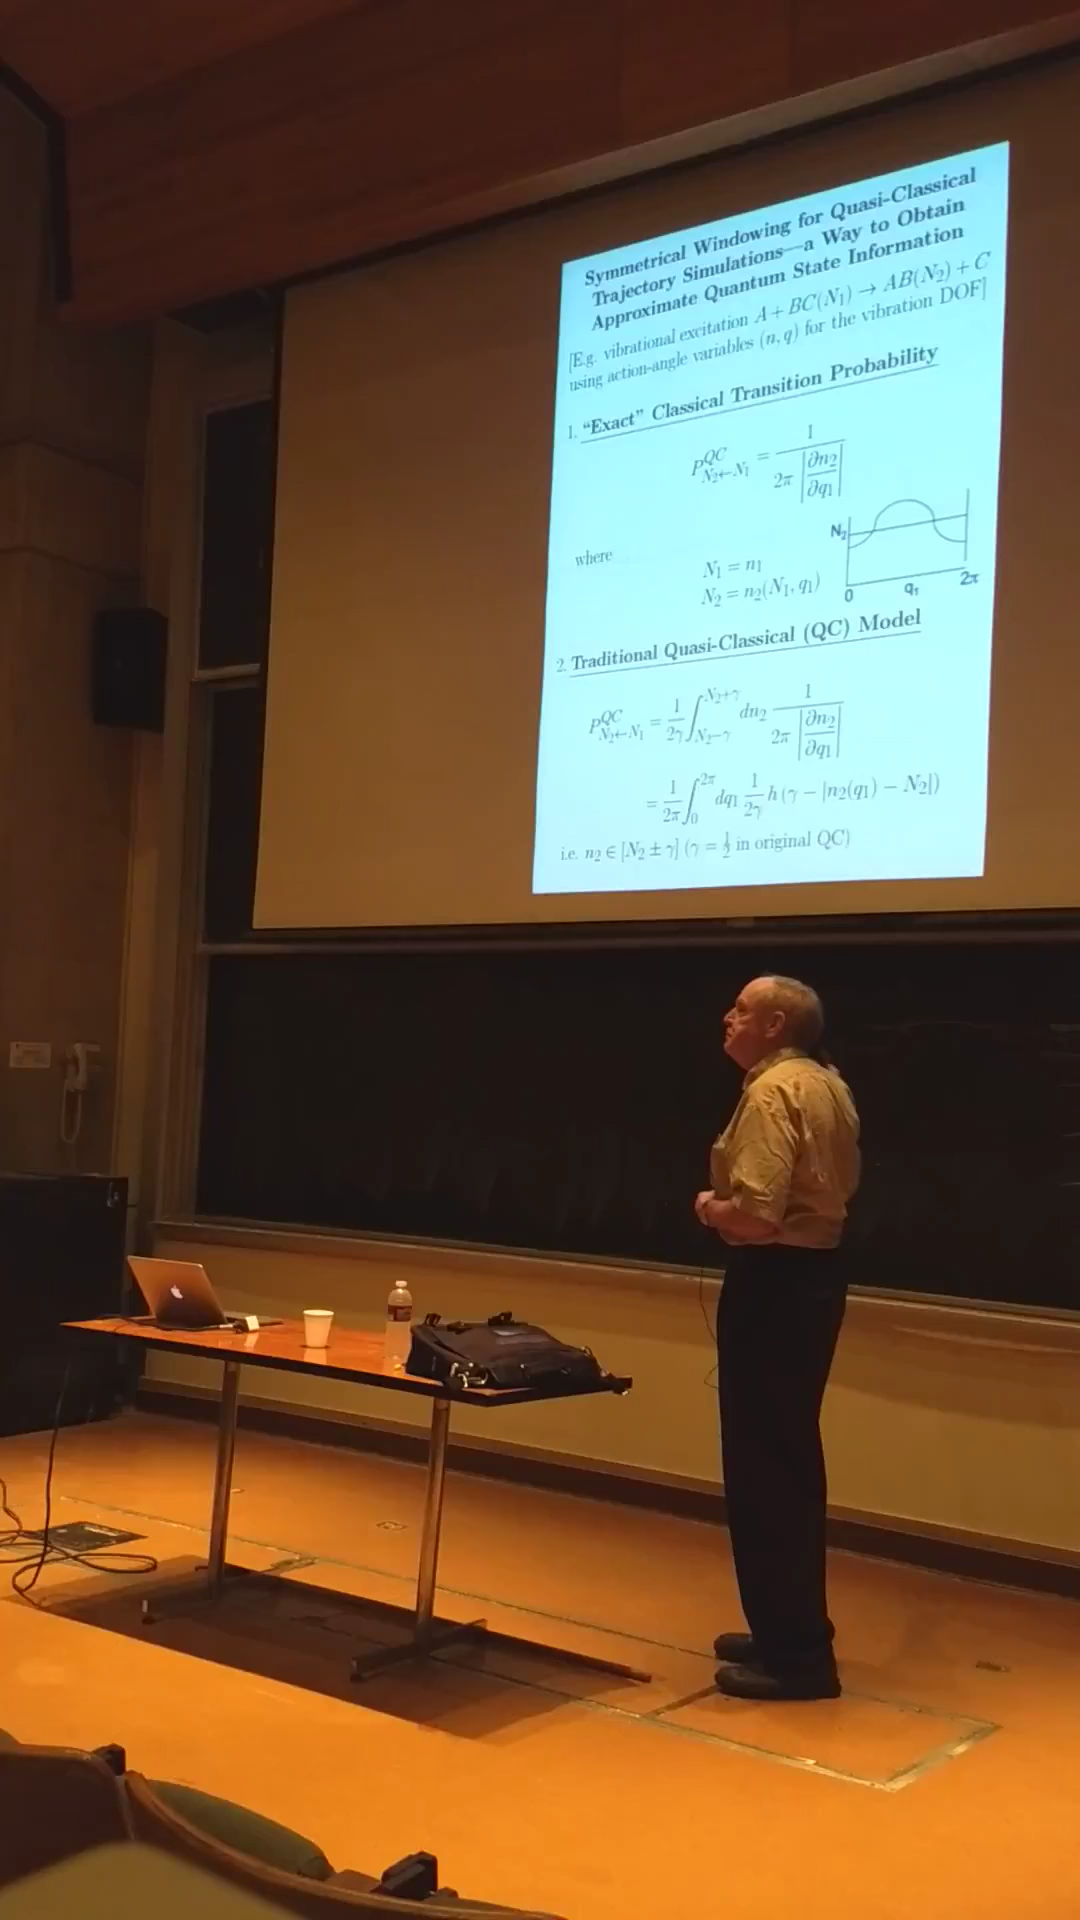 Symmetrical Windowing for Quasi-Classical
Trajectory Simulations—a Way to Obtain
Approximate Quantum State Information
[E.g. vibrational excitation A + BC(N₁) → AB(N₂) + C
using action-angle variables (n, q) for the vibration DOF]
1. “Exact” Classical Transition Probability
P^{QC}_{N₂←N₁} = 1 / (2π |∂n₂/∂q₁|)
where
N₁ = n₁
N₂ = n₂(N₁, q₁)
N₂
0 q₁ 2π
2. Traditional Quasi-Classical (QC) Model
P^{QC}_{N₂←N₁} = 1/(2γ) ∫_{N₂−γ}^{N₂+γ} dn₂ 1 / (2π |∂n₂/∂q₁|)
= 1/(2π) ∫_0^{2π} dq₁ 1/(2γ) h (γ − |n₂(q₁) − N₂|)
i.e. n₂ ∈ [N₂ ± γ] (γ = ½ in original QC)